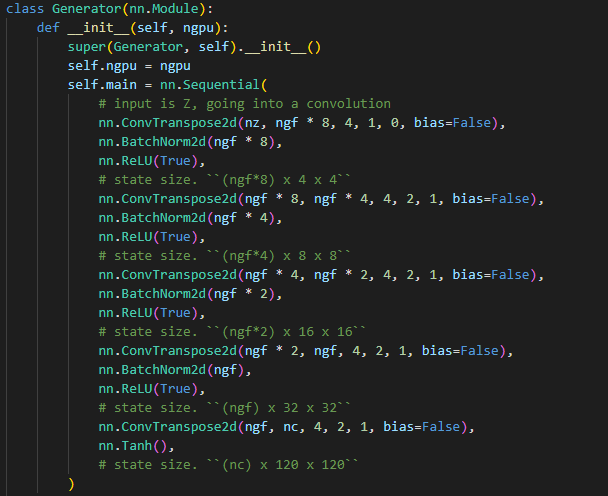 class Generator(nn.Module):
    def __init__(self, ngpu):
        super(Generator, self).__init__()
        self.ngpu = ngpu
        self.main = nn.Sequential(
            # input is Z, going into a convolution
            nn.ConvTranspose2d(nz, ngf * 8, 4, 1, 0, bias=False),
            nn.BatchNorm2d(ngf * 8),
            nn.ReLU(True),
            # state size. ``(ngf*8) x 4 x 4``
            nn.ConvTranspose2d(ngf * 8, ngf * 4, 4, 2, 1, bias=False),
            nn.BatchNorm2d(ngf * 4),
            nn.ReLU(True),
            # state size. ``(ngf*4) x 8 x 8``
            nn.ConvTranspose2d(ngf * 4, ngf * 2, 4, 2, 1, bias=False),
            nn.BatchNorm2d(ngf * 2),
            nn.ReLU(True),
            # state size. ``(ngf*2) x 16 x 16``
            nn.ConvTranspose2d(ngf * 2, ngf, 4, 2, 1, bias=False),
            nn.BatchNorm2d(ngf),
            nn.ReLU(True),
            # state size. ``(ngf) x 32 x 32``
            nn.ConvTranspose2d(ngf, nc, 4, 2, 1, bias=False),
            nn.Tanh(),
            # state size. ``(nc) x 120 x 120``
        )